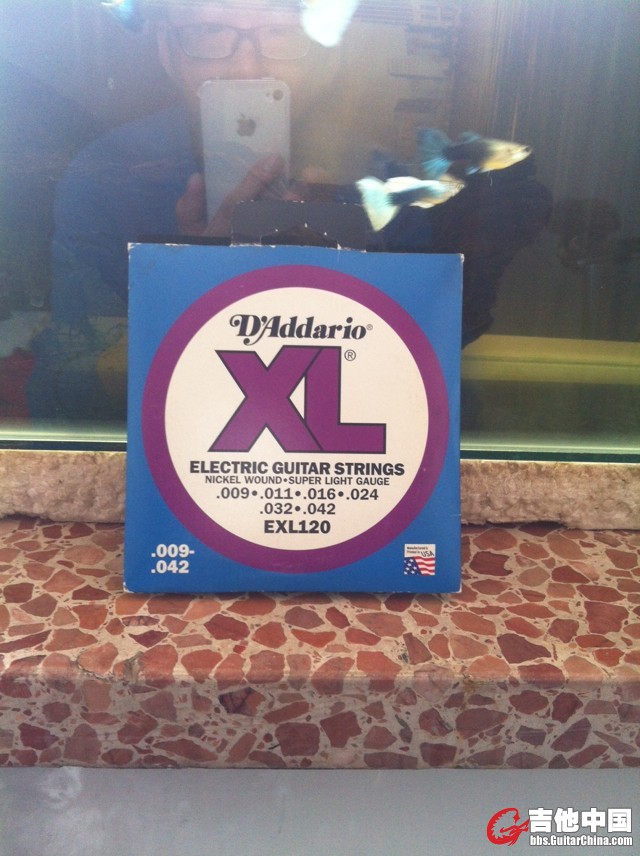 D'Addario®
XL®
ELECTRIC GUITAR STRINGS
NICKEL WOUND•SUPER LIGHT GAUGE
.009•.011•.016•.024
.032•.042
EXL120
.009-
.042
USA
吉他中国
bbs.GuitarChina.com